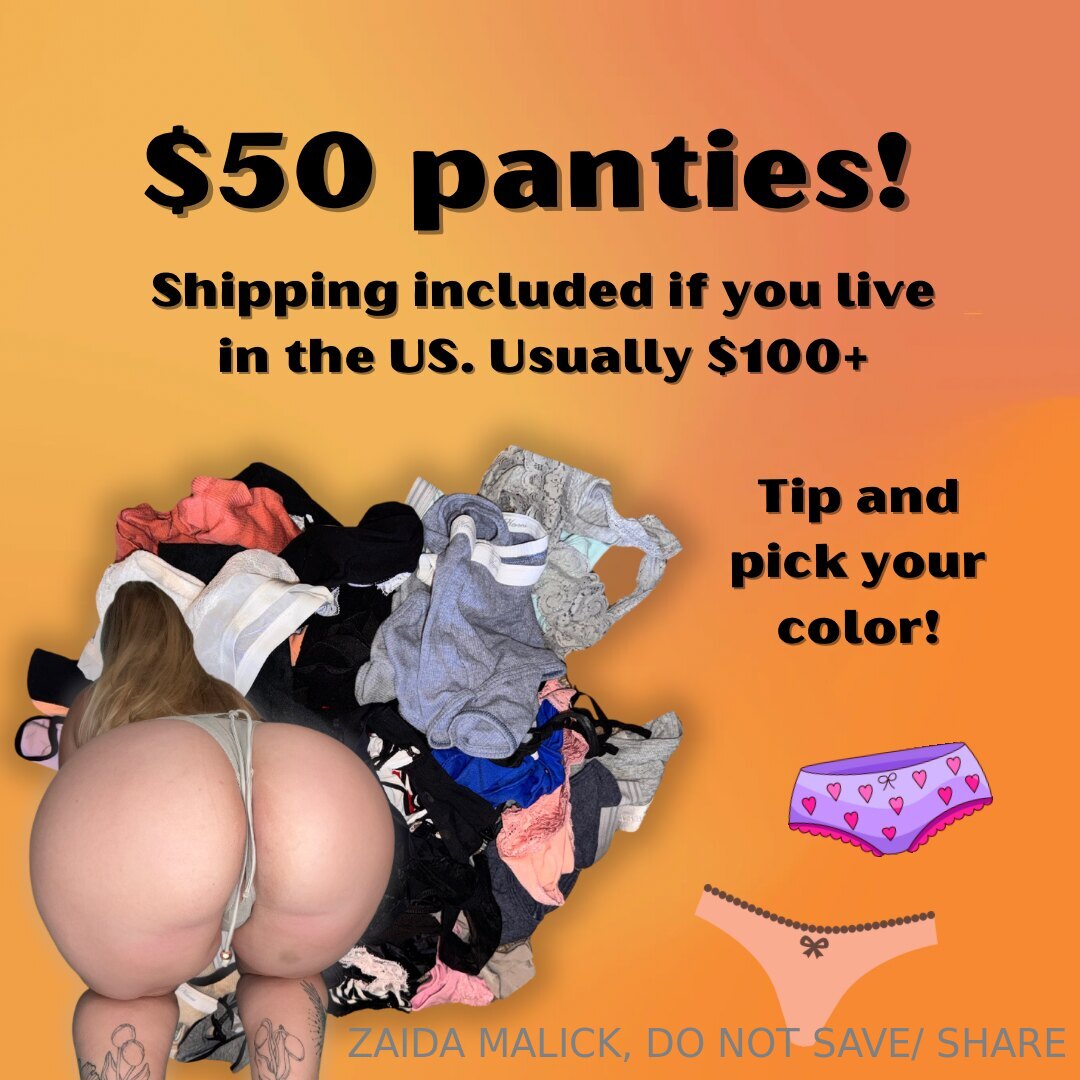 $50 panties!
Shipping included if you live
in the US. Usually $100+
Tip and
pick your
color!
ZAIDA MALICK, DO NOT SAVE/ SHARE